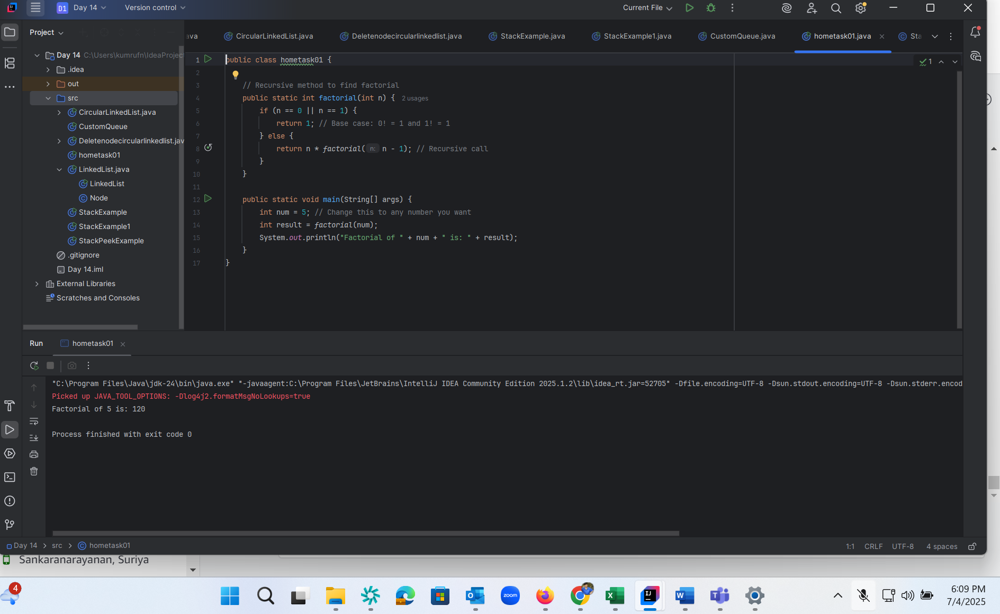 D1 Day 14 Version control Current File
Project
ava CircularLinkedList.java Deletenodecircularlinkedlist.java StackExample.java StackExample1.java CustomQueue.java hometask01.java Sta
Day 14 C:\Users\kumrufn\IdeaProjec
.idea
out
src
CircularLinkedList.java
CustomQueue
Deletenodecircularlinkedlist.jav
hometask01
LinkedList.java
LinkedList
Node
StackExample
StackExample1
StackPeekExample
.gitignore
Day 14.iml
External Libraries
Scratches and Consoles
1 public class hometask01 {
1
2
3 // Recursive method to find factorial
4 public static int factorial(int n) { 2 usages
5 if (n == 0 || n == 1) {
6 return 1; // Base case: 0! = 1 and 1! = 1
7 } else {
8 return n * factorial( n: n - 1); // Recursive call
9 }
10 }
11
12 public static void main(String[] args) {
13 int num = 5; // Change this to any number you want
14 int result = factorial(num);
15 System.out.println("Factorial of " + num + " is: " + result);
16 }
17 }
Run hometask01
"C:\Program Files\Java\jdk-24\bin\java.exe" "-javaagent:C:\Program Files\JetBrains\IntelliJ IDEA Community Edition 2025.1.2\lib\idea_rt.jar=52705" -Dfile.encoding=UTF-8 -Dsun.stdout.encoding=UTF-8 -Dsun.stderr.encod
Picked up JAVA_TOOL_OPTIONS: -Dlog4j2.formatMsgNoLookups=true
Factorial of 5 is: 120
Process finished with exit code 0
Day 14 > src > hometask01 1:1 CRLF UTF-8 4 spaces
Sankaranarayanan, Suriya
4
zoom
6:09 PM
7/4/2025